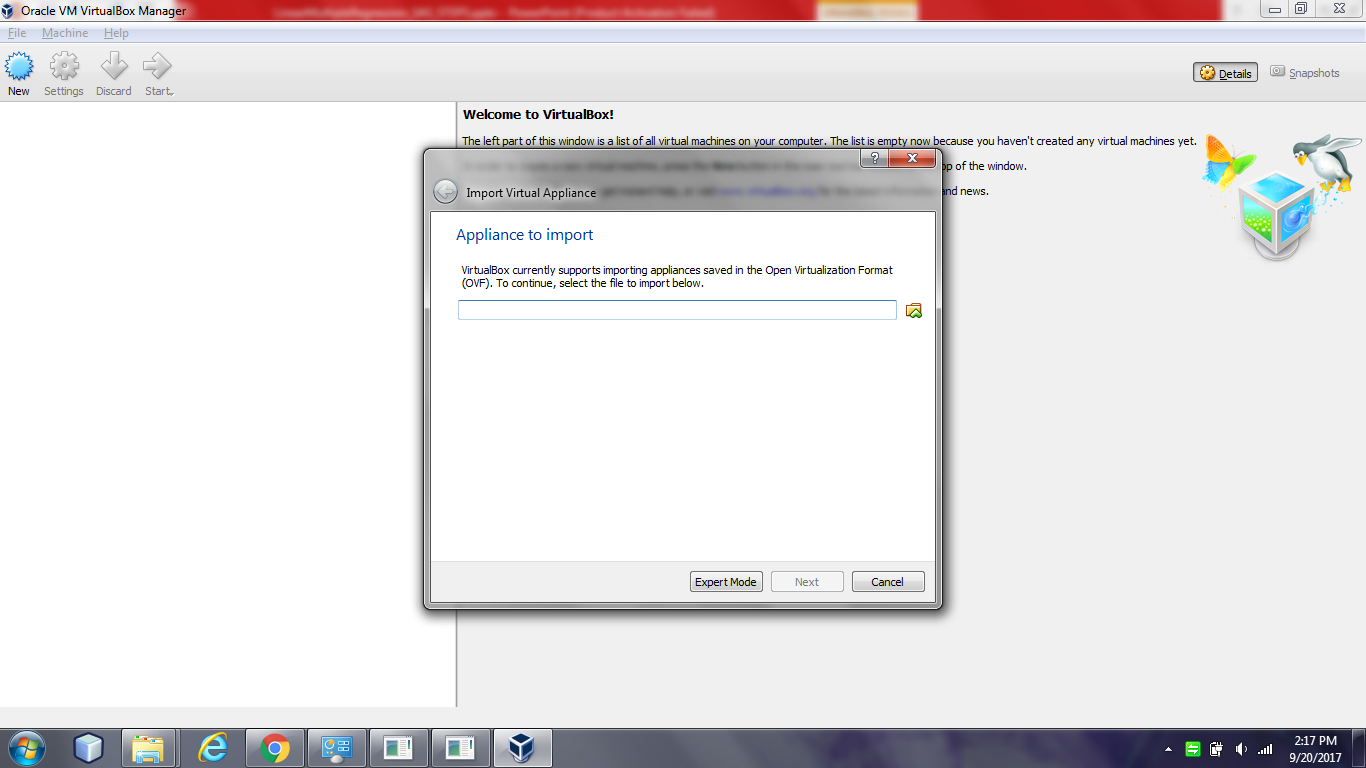 Oracle VM VirtualBox Manager
File Machine Help
New Settings Discard Start
Details Snapshots
Welcome to VirtualBox!
The left part of this window is a list of all virtual machines on your computer. The list is empty now because you haven't created any virtual machines yet.
op of the window.
and news.
?
Import Virtual Appliance
Appliance to import
VirtualBox currently supports importing appliances saved in the Open Virtualization Format
(OVF). To continue, select the file to import below.
Expert Mode Next Cancel
2:17 PM
9/20/2017